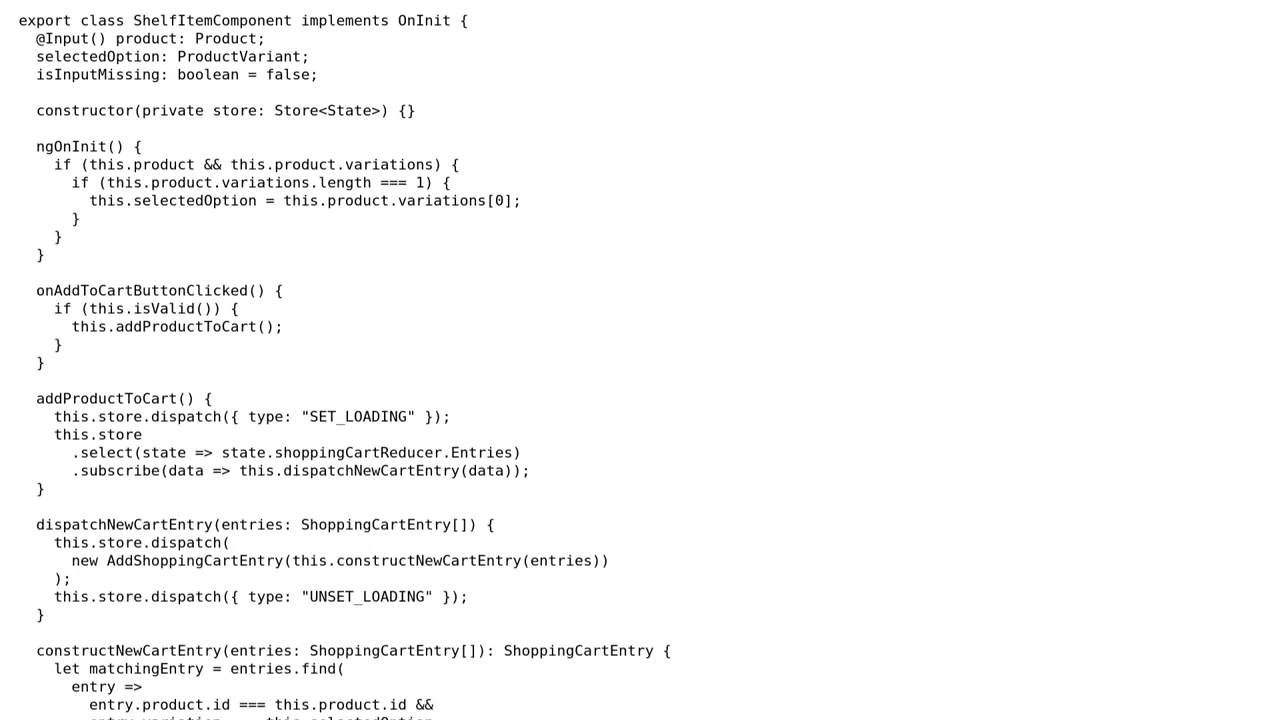 export class ShelfItemComponent implements OnInit {
  @Input() product: Product;
  selectedOption: ProductVariant;
  isInputMissing: boolean = false;

  constructor(private store: Store<State>) {}

  ngOnInit() {
    if (this.product && this.product.variations) {
      if (this.product.variations.length === 1) {
        this.selectedOption = this.product.variations[0];
      }
    }
  }

  onAddToCartButtonClicked() {
    if (this.isValid()) {
      this.addProductToCart();
    }
  }

  addProductToCart() {
    this.store.dispatch({ type: "SET_LOADING" });
    this.store
      .select(state => state.shoppingCartReducer.Entries)
      .subscribe(data => this.dispatchNewCartEntry(data));
  }

  dispatchNewCartEntry(entries: ShoppingCartEntry[]) {
    this.store.dispatch(
      new AddShoppingCartEntry(this.constructNewCartEntry(entries))
    );
    this.store.dispatch({ type: "UNSET_LOADING" });
  }

  constructNewCartEntry(entries: ShoppingCartEntry[]): ShoppingCartEntry {
    let matchingEntry = entries.find(
      entry =>
        entry.product.id === this.product.id &&